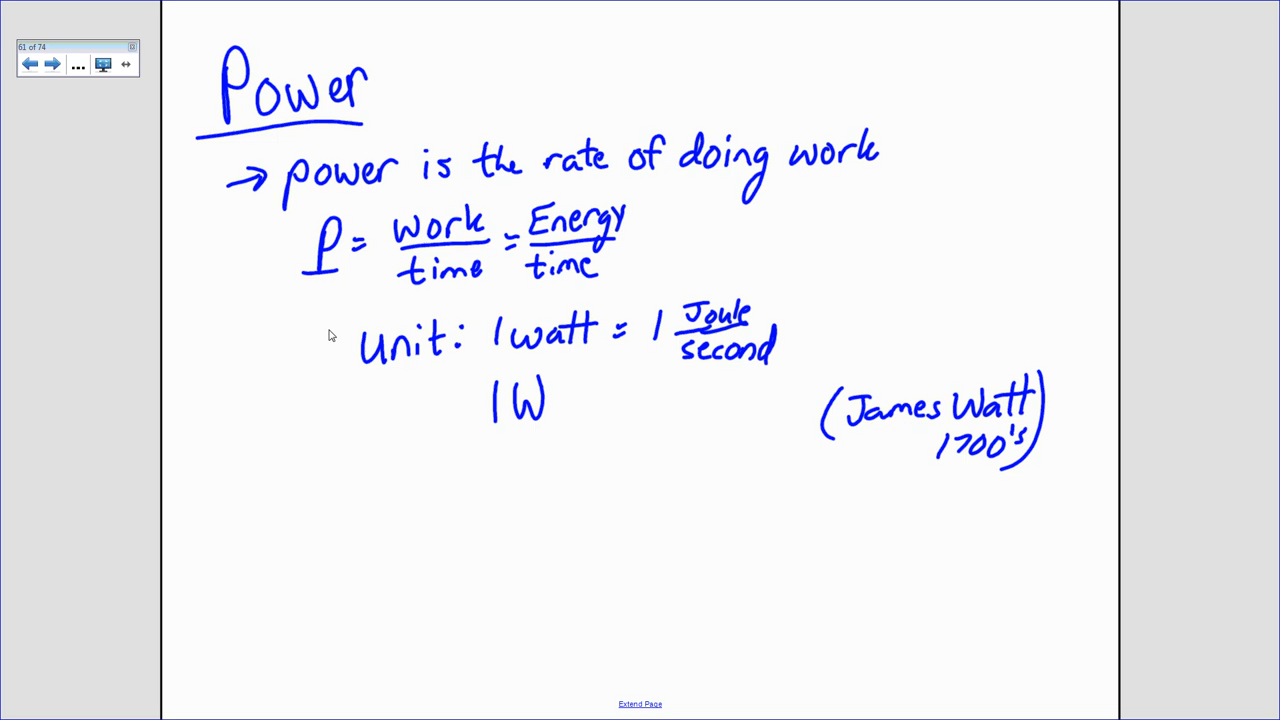 61 of 74
Power
→ power is the rate of doing work
P = work/time = Energy/time
unit: 1 watt = 1 Joule/second
1 W
(James Watt
1700's)
Extend Page